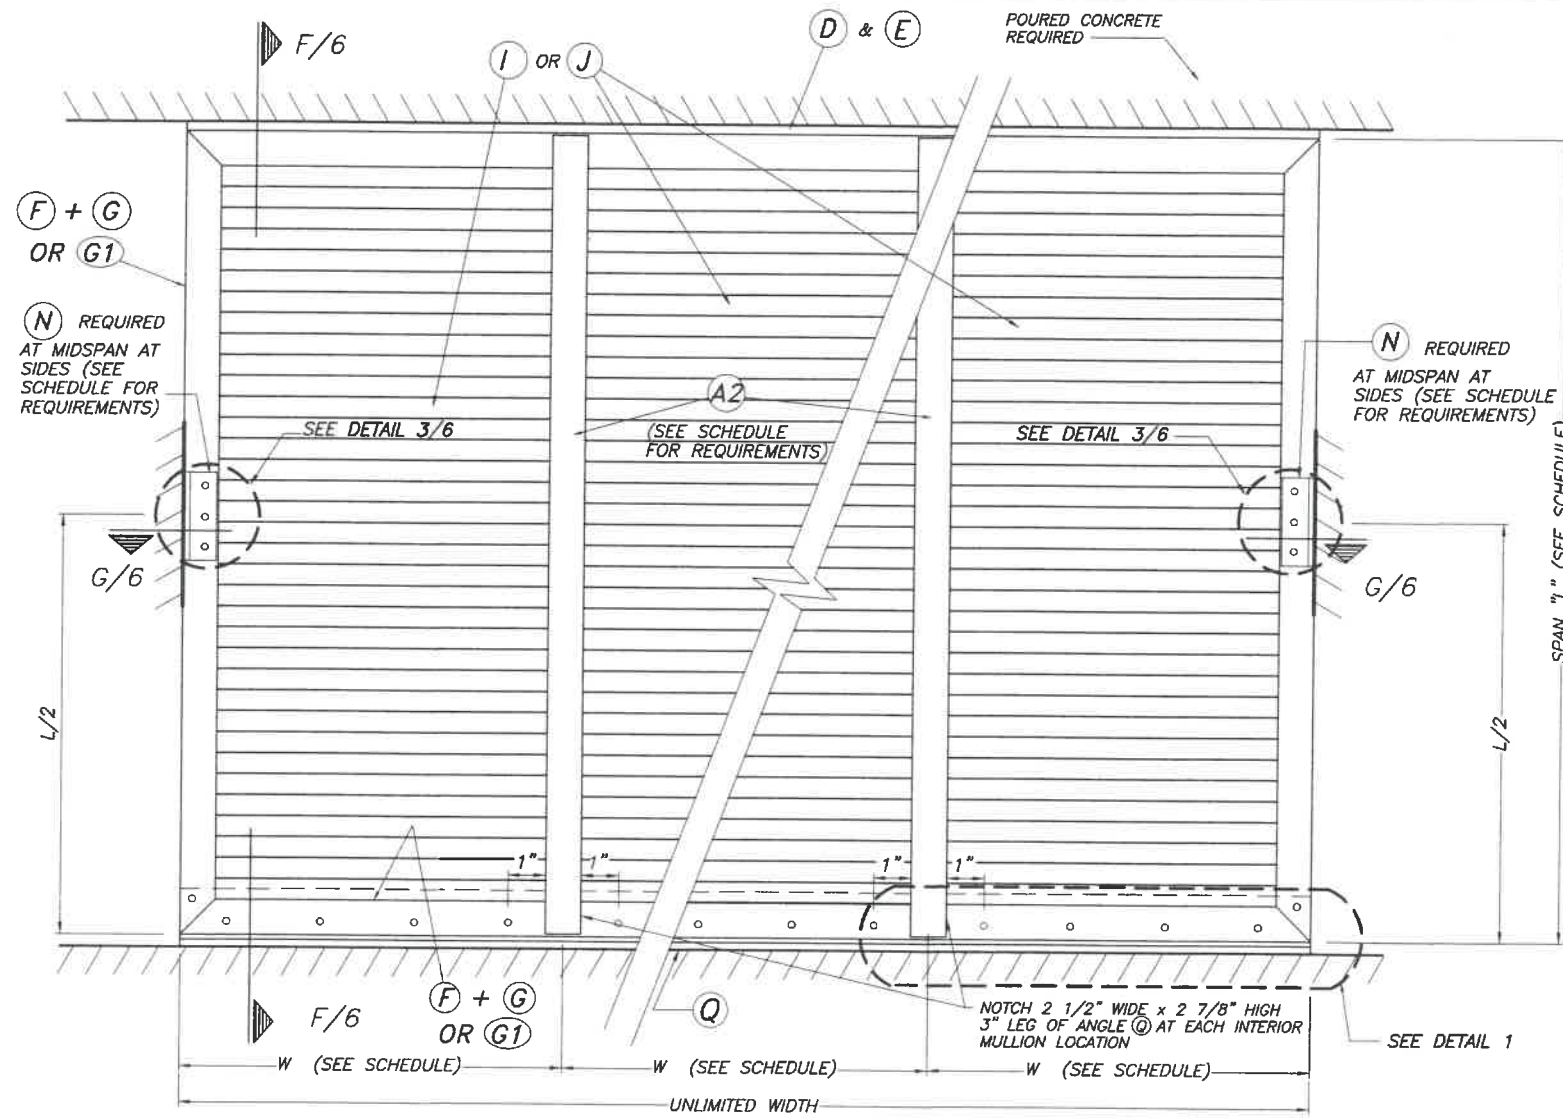 F/6
I OR J
D & E
POURED CONCRETE
REQUIRED
F + G
OR G1
N REQUIRED
AT MIDSPAN AT
SIDES (SEE
SCHEDULE FOR
REQUIREMENTS)
SEE DETAIL 3/6
A2
(SEE SCHEDULE
FOR REQUIREMENTS)
SEE DETAIL 3/6
N REQUIRED
AT MIDSPAN AT
SIDES (SEE SCHEDULE
FOR REQUIREMENTS)
SPAN "L" (SEE SCHEDULE)
G/6
G/6
L/2
L/2
1"
1"
1"
1"
F/6
F + G
OR G1
Q
NOTCH 2 1/2" WIDE x 2 7/8" HIGH
3" LEG OF ANGLE Q AT EACH INTERIOR
MULLION LOCATION
SEE DETAIL 1
W (SEE SCHEDULE)
W (SEE SCHEDULE)
W (SEE SCHEDULE)
UNLIMITED WIDTH